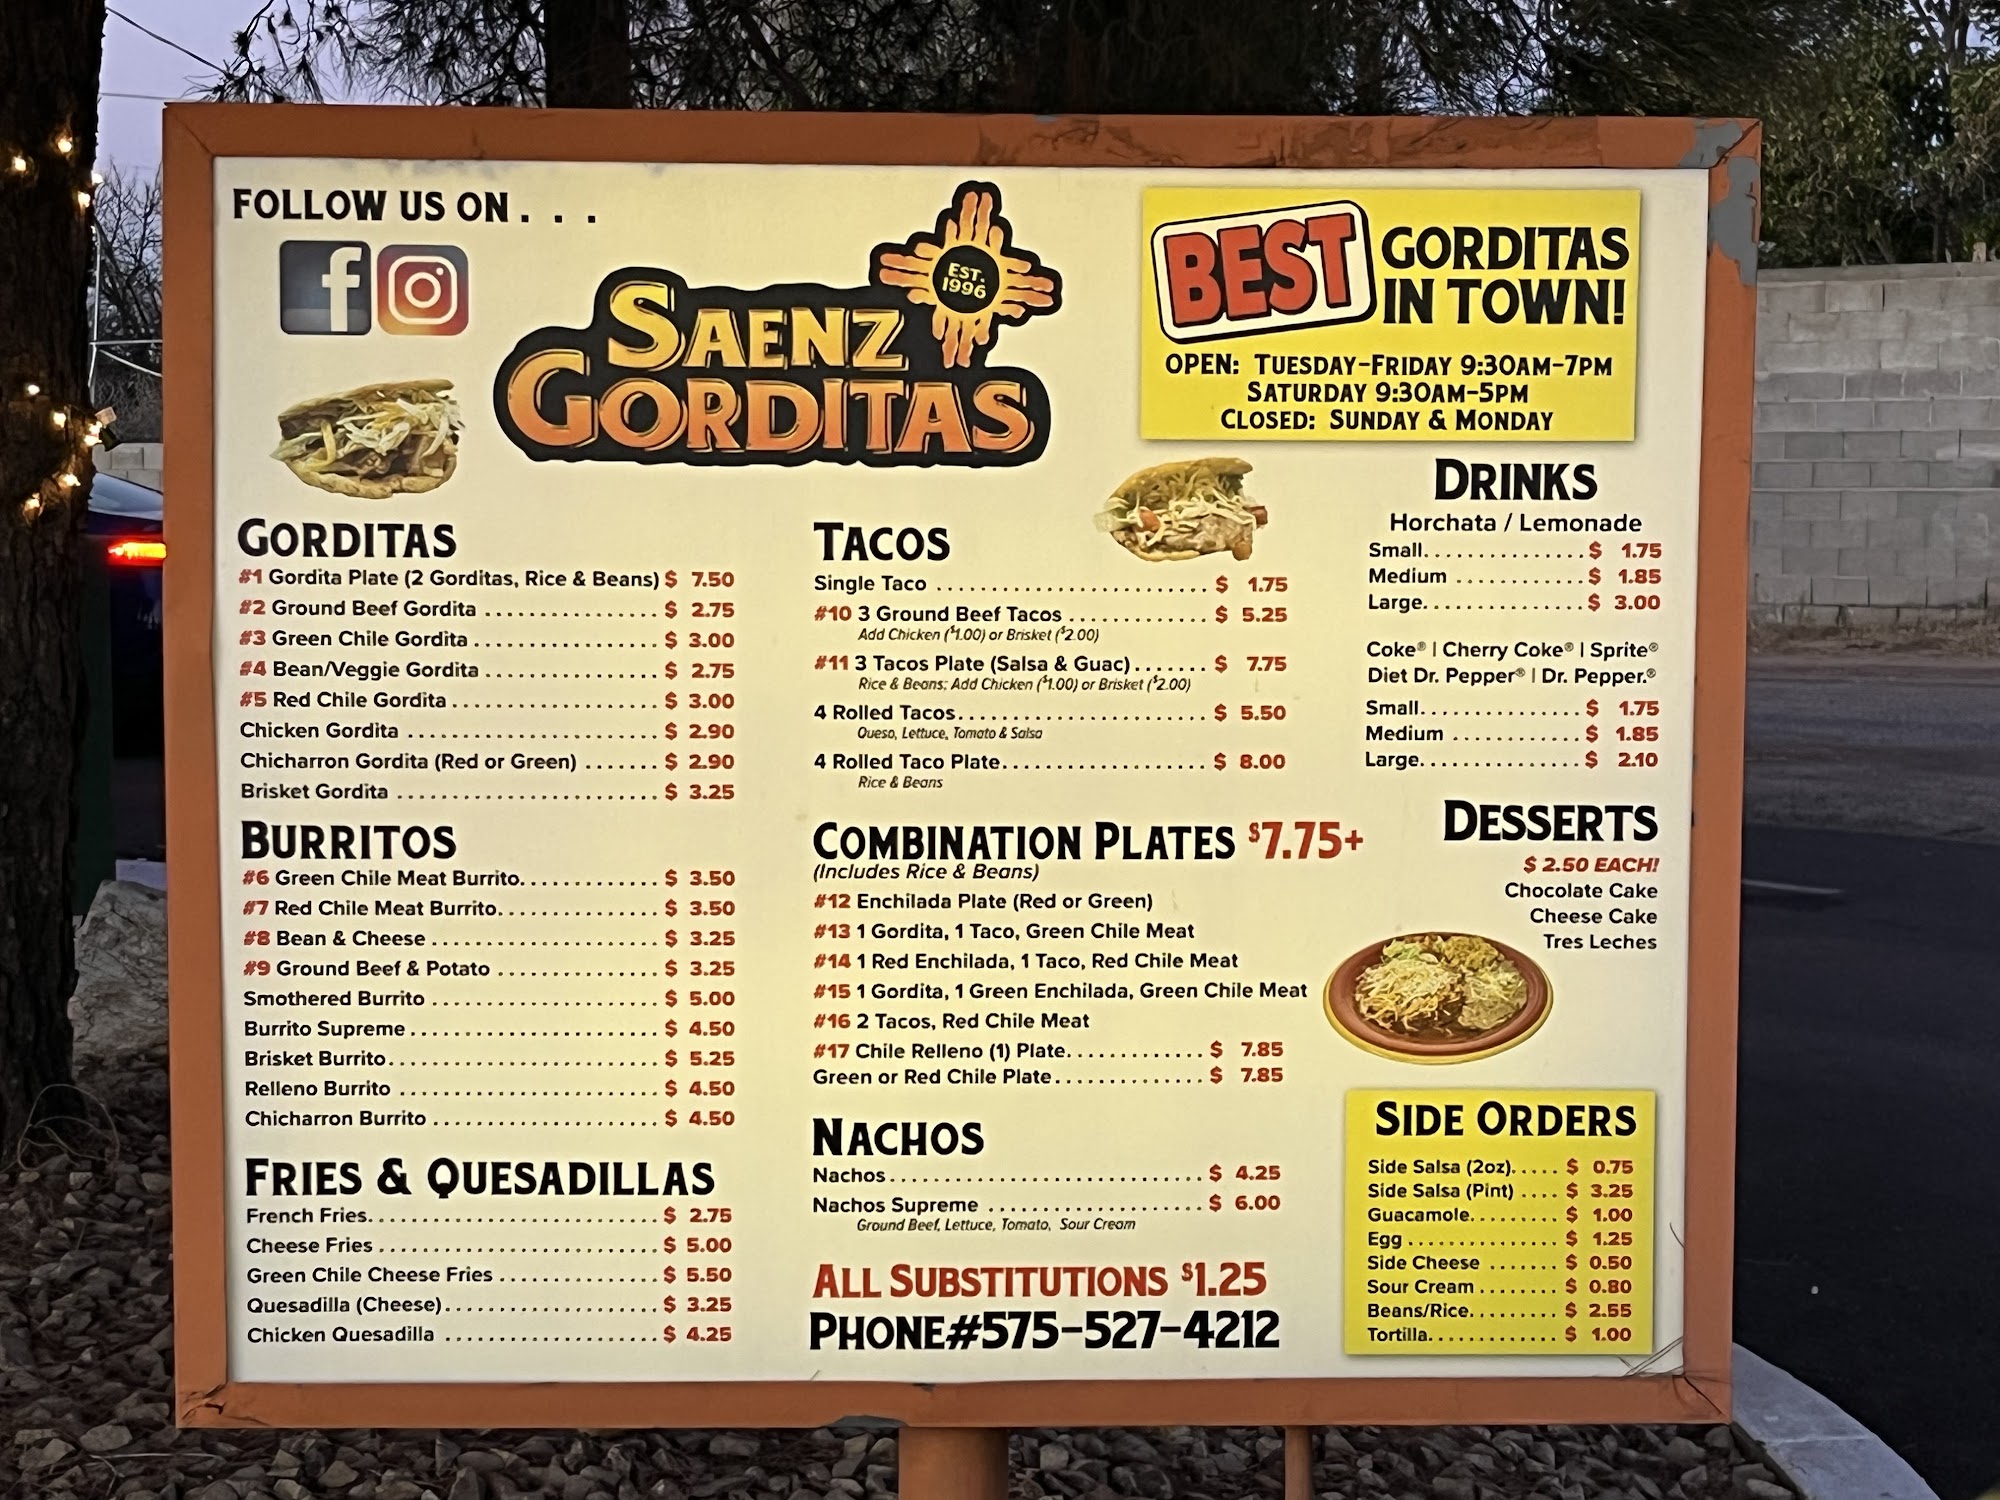 FOLLOW US ON . . .
f
EST.
1996
SAENZ
GORDITAS
BEST GORDITAS
IN TOWN!
OPEN: TUESDAY-FRIDAY 9:30AM-7PM
SATURDAY 9:30AM-5PM
CLOSED: SUNDAY & MONDAY
GORDITAS
#1 Gordita Plate (2 Gorditas, Rice & Beans) $ 7.50
#2 Ground Beef Gordita $ 2.75
#3 Green Chile Gordita $ 3.00
#4 Bean/Veggie Gordita $ 2.75
#5 Red Chile Gordita $ 3.00
Chicken Gordita $ 2.90
Chicharron Gordita (Red or Green) $ 2.90
Brisket Gordita $ 3.25
BURRITOS
#6 Green Chile Meat Burrito $ 3.50
#7 Red Chile Meat Burrito $ 3.50
#8 Bean & Cheese $ 3.25
#9 Ground Beef & Potato $ 3.25
Smothered Burrito $ 5.00
Burrito Supreme $ 4.50
Brisket Burrito $ 5.25
Relleno Burrito $ 4.50
Chicharron Burrito $ 4.50
FRIES & QUESADILLAS
French Fries $ 2.75
Cheese Fries $ 5.00
Green Chile Cheese Fries $ 5.50
Quesadilla (Cheese) $ 3.25
Chicken Quesadilla $ 4.25
TACOS
Single Taco $ 1.75
#10 3 Ground Beef Tacos $ 5.25
Add Chicken ($1.00) or Brisket ($2.00)
#11 3 Tacos Plate (Salsa & Guac) $ 7.75
Rice & Beans; Add Chicken ($1.00) or Brisket ($2.00)
4 Rolled Tacos $ 5.50
Queso, Lettuce, Tomato & Salsa
4 Rolled Taco Plate $ 8.00
Rice & Beans
COMBINATION PLATES $7.75+
(Includes Rice & Beans)
#12 Enchilada Plate (Red or Green)
#13 1 Gordita, 1 Taco, Green Chile Meat
#14 1 Red Enchilada, 1 Taco, Red Chile Meat
#15 1 Gordita, 1 Green Enchilada, Green Chile Meat
#16 2 Tacos, Red Chile Meat
#17 Chile Relleno (1) Plate $ 7.85
Green or Red Chile Plate $ 7.85
NACHOS
Nachos $ 4.25
Nachos Supreme $ 6.00
Ground Beef, Lettuce, Tomato, Sour Cream
ALL SUBSTITUTIONS $1.25
PHONE#575-527-4212
DRINKS
Horchata / Lemonade
Small $ 1.75
Medium $ 1.85
Large $ 3.00
Coke® | Cherry Coke® | Sprite®
Diet Dr. Pepper® | Dr. Pepper.®
Small $ 1.75
Medium $ 1.85
Large $ 2.10
DESSERTS
$ 2.50 EACH!
Chocolate Cake
Cheese Cake
Tres Leches
SIDE ORDERS
Side Salsa (2oz) $ 0.75
Side Salsa (Pint) $ 3.25
Guacamole $ 1.00
Egg $ 1.25
Side Cheese $ 0.50
Sour Cream $ 0.80
Beans/Rice $ 2.55
Tortilla $ 1.00